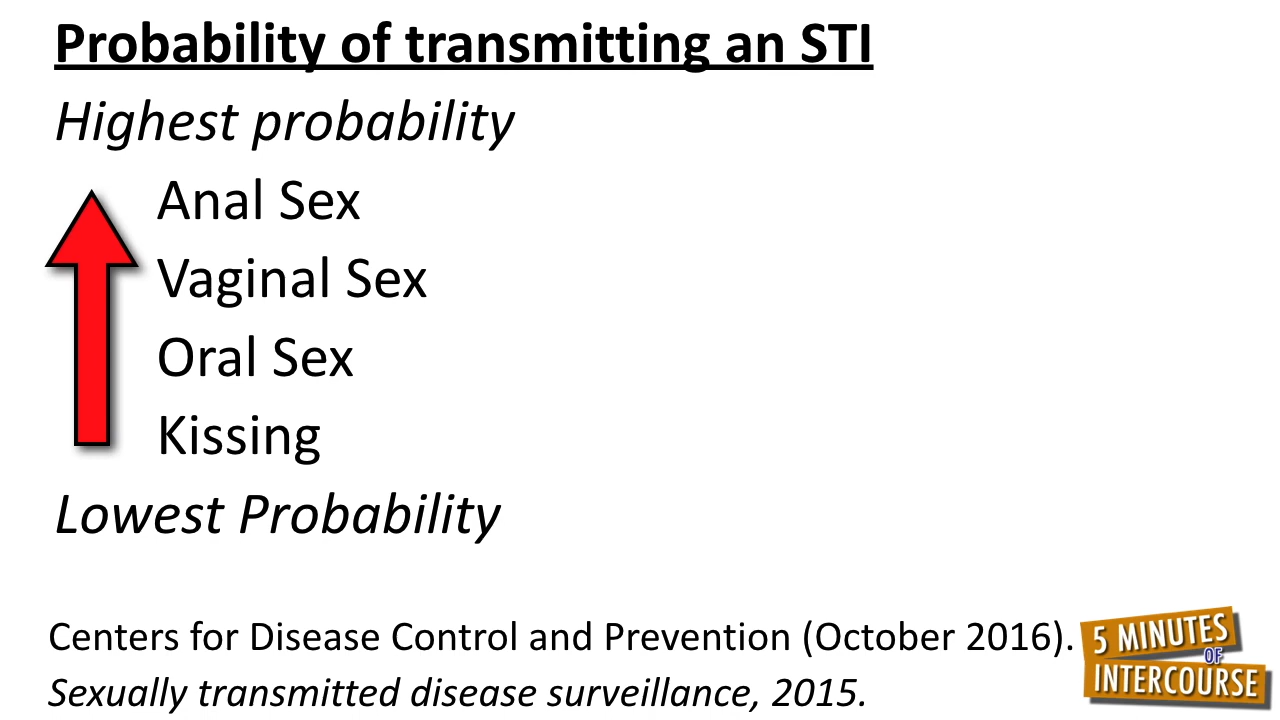 Probability of transmitting an STI
Highest probability
Anal Sex
Vaginal Sex
Oral Sex
Kissing
Lowest Probability
Centers for Disease Control and Prevention (October 2016).
Sexually transmitted disease surveillance, 2015.
5 MINUTES
OF
INTERCOURSE